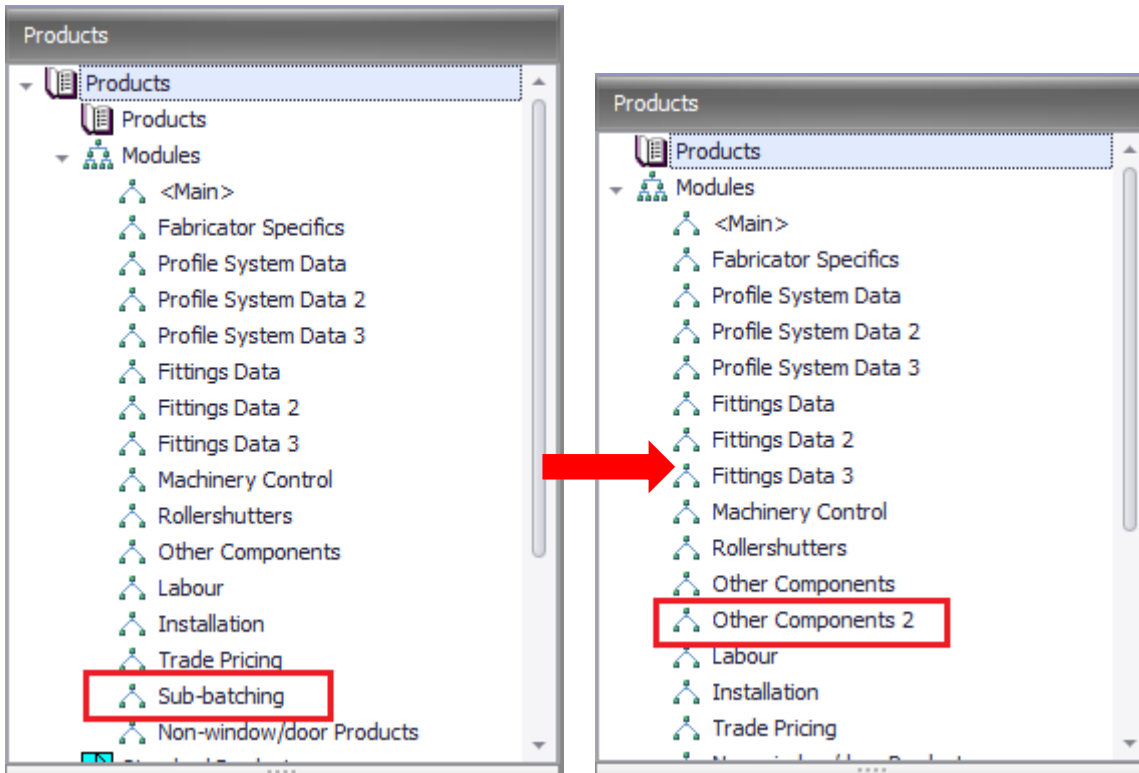 Products
Products
Products
Modules
<Main>
Fabricator Specifics
Profile System Data
Profile System Data 2
Profile System Data 3
Fittings Data
Fittings Data 2
Fittings Data 3
Machinery Control
Rollershutters
Other Components
Labour
Installation
Trade Pricing
Sub-batching
Non-window/door Products
Products
Products
Modules
<Main>
Fabricator Specifics
Profile System Data
Profile System Data 2
Profile System Data 3
Fittings Data
Fittings Data 2
Fittings Data 3
Machinery Control
Rollershutters
Other Components
Other Components 2
Labour
Installation
Trade Pricing